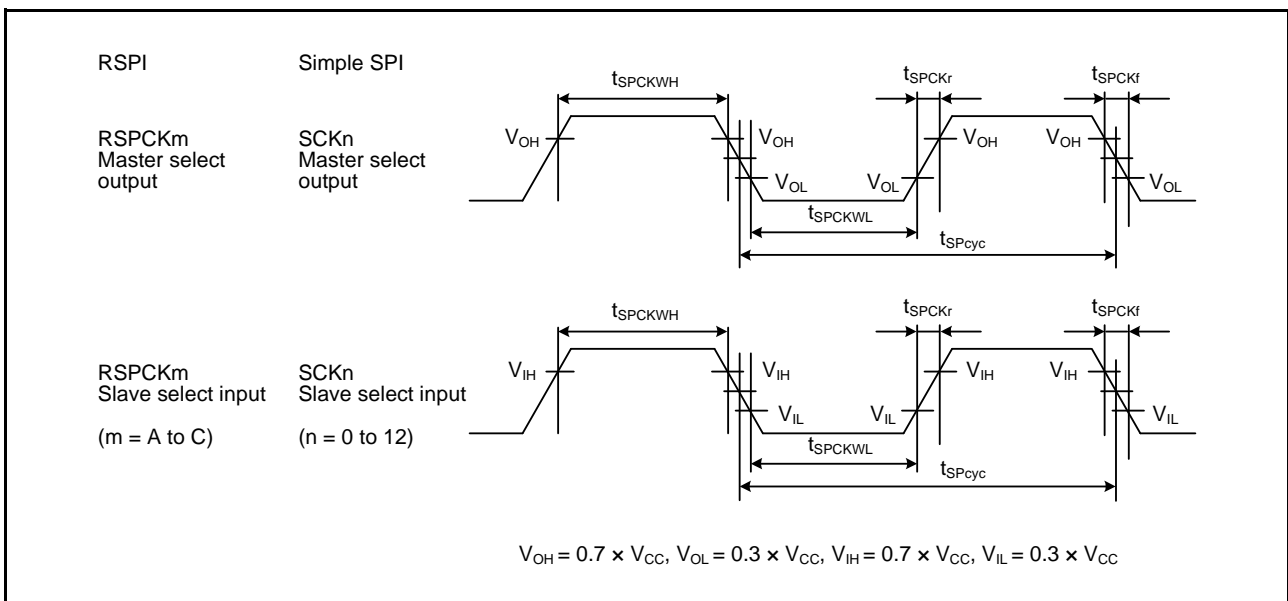 RSPI Simple SPI
tSPCKWH tSPCKr tSPCKf
RSPCKm
Master select
output
SCKn
Master select
output
VOH VOH VOH VOH
VOL VOL VOL
tSPCKWL
tSPcyc
tSPCKWH tSPCKr tSPCKf
RSPCKm
Slave select input
SCKn
Slave select input
VIH VIH VIH VIH
(m = A to C) (n = 0 to 12)
VIL VIL VIL
tSPCKWL
tSPcyc
VOH = 0.7 × VCC, VOL = 0.3 × VCC, VIH = 0.7 × VCC, VIL = 0.3 × VCC